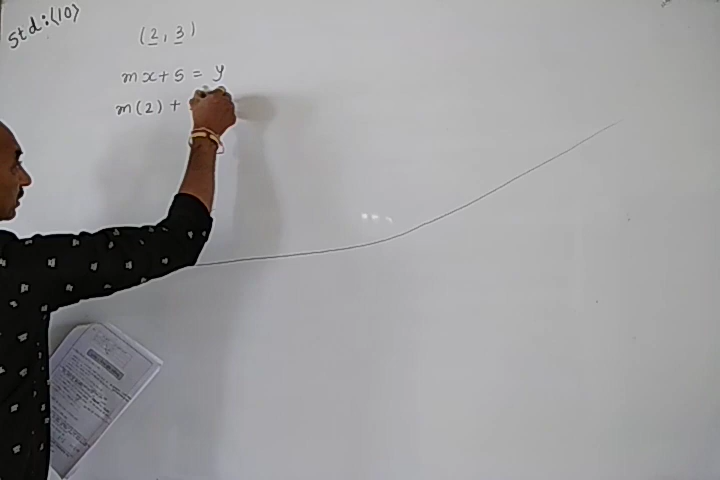 Std:(10)
(2, 3)
mx+5 = y
m(2) +